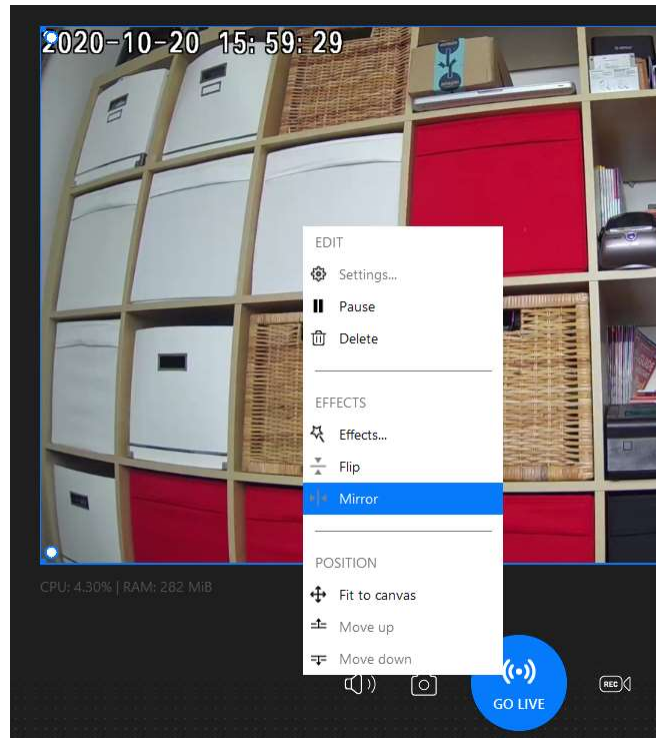 2020-10-20 15:59:29
EDIT
Settings...
Pause
Delete
EFFECTS
Effects...
Flip
Mirror
POSITION
Fit to canvas
Move up
Move down
CPU: 4.30% | RAM: 282 MiB
REC
GO LIVE